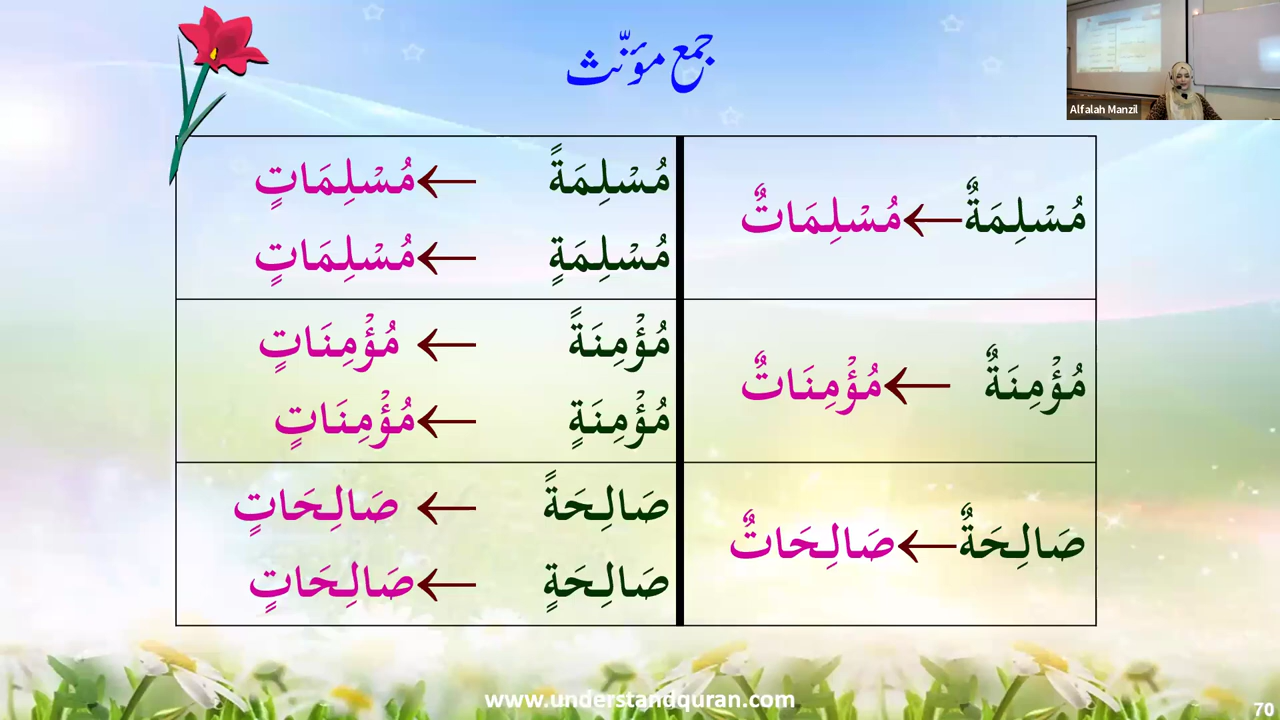 جمع مؤنّث
Alfalah Manzil
مُسْلِمَةٌ ← مُسْلِمَاتٌ
مُسْلِمَةً ← مُسْلِمَاتٍ
مُسْلِمَةٍ ← مُسْلِمَاتٍ
مُؤْمِنَةٌ ← مُؤْمِنَاتٌ
مُؤْمِنَةً ← مُؤْمِنَاتٍ
مُؤْمِنَةٍ ← مُؤْمِنَاتٍ
صَالِحَةٌ ← صَالِحَاتٌ
صَالِحَةً ← صَالِحَاتٍ
صَالِحَةٍ ← صَالِحَاتٍ
www.understandquran.com
70